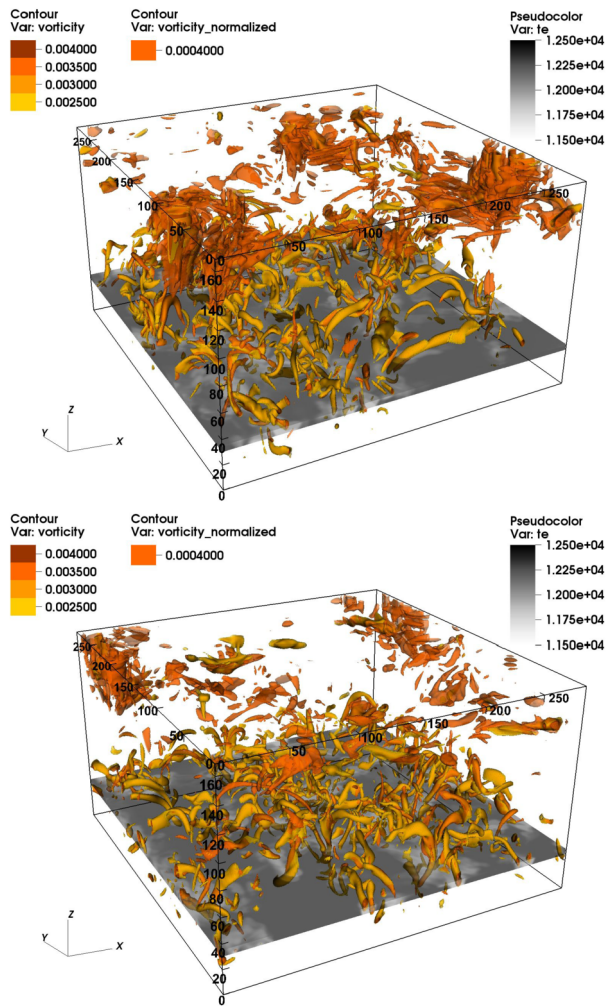 Contour
Var: vorticity
0.004000
0.003500
0.003000
0.002500
Contour
Var: vorticity_normalized
0.0004000
Pseudocolor
Var: te
1.250e+04
1.225e+04
1.200e+04
1.175e+04
1.150e+04
250
200
150
100
50
0
0
50
100
150
200
250
160
140
120
100
80
60
40
20
0
Z
Y
X
Contour
Var: vorticity
0.004000
0.003500
0.003000
0.002500
Contour
Var: vorticity_normalized
0.0004000
Pseudocolor
Var: te
1.250e+04
1.225e+04
1.200e+04
1.175e+04
1.150e+04
250
200
150
100
50
0
0
50
100
150
200
250
160
140
120
100
80
60
40
20
0
Z
Y
X